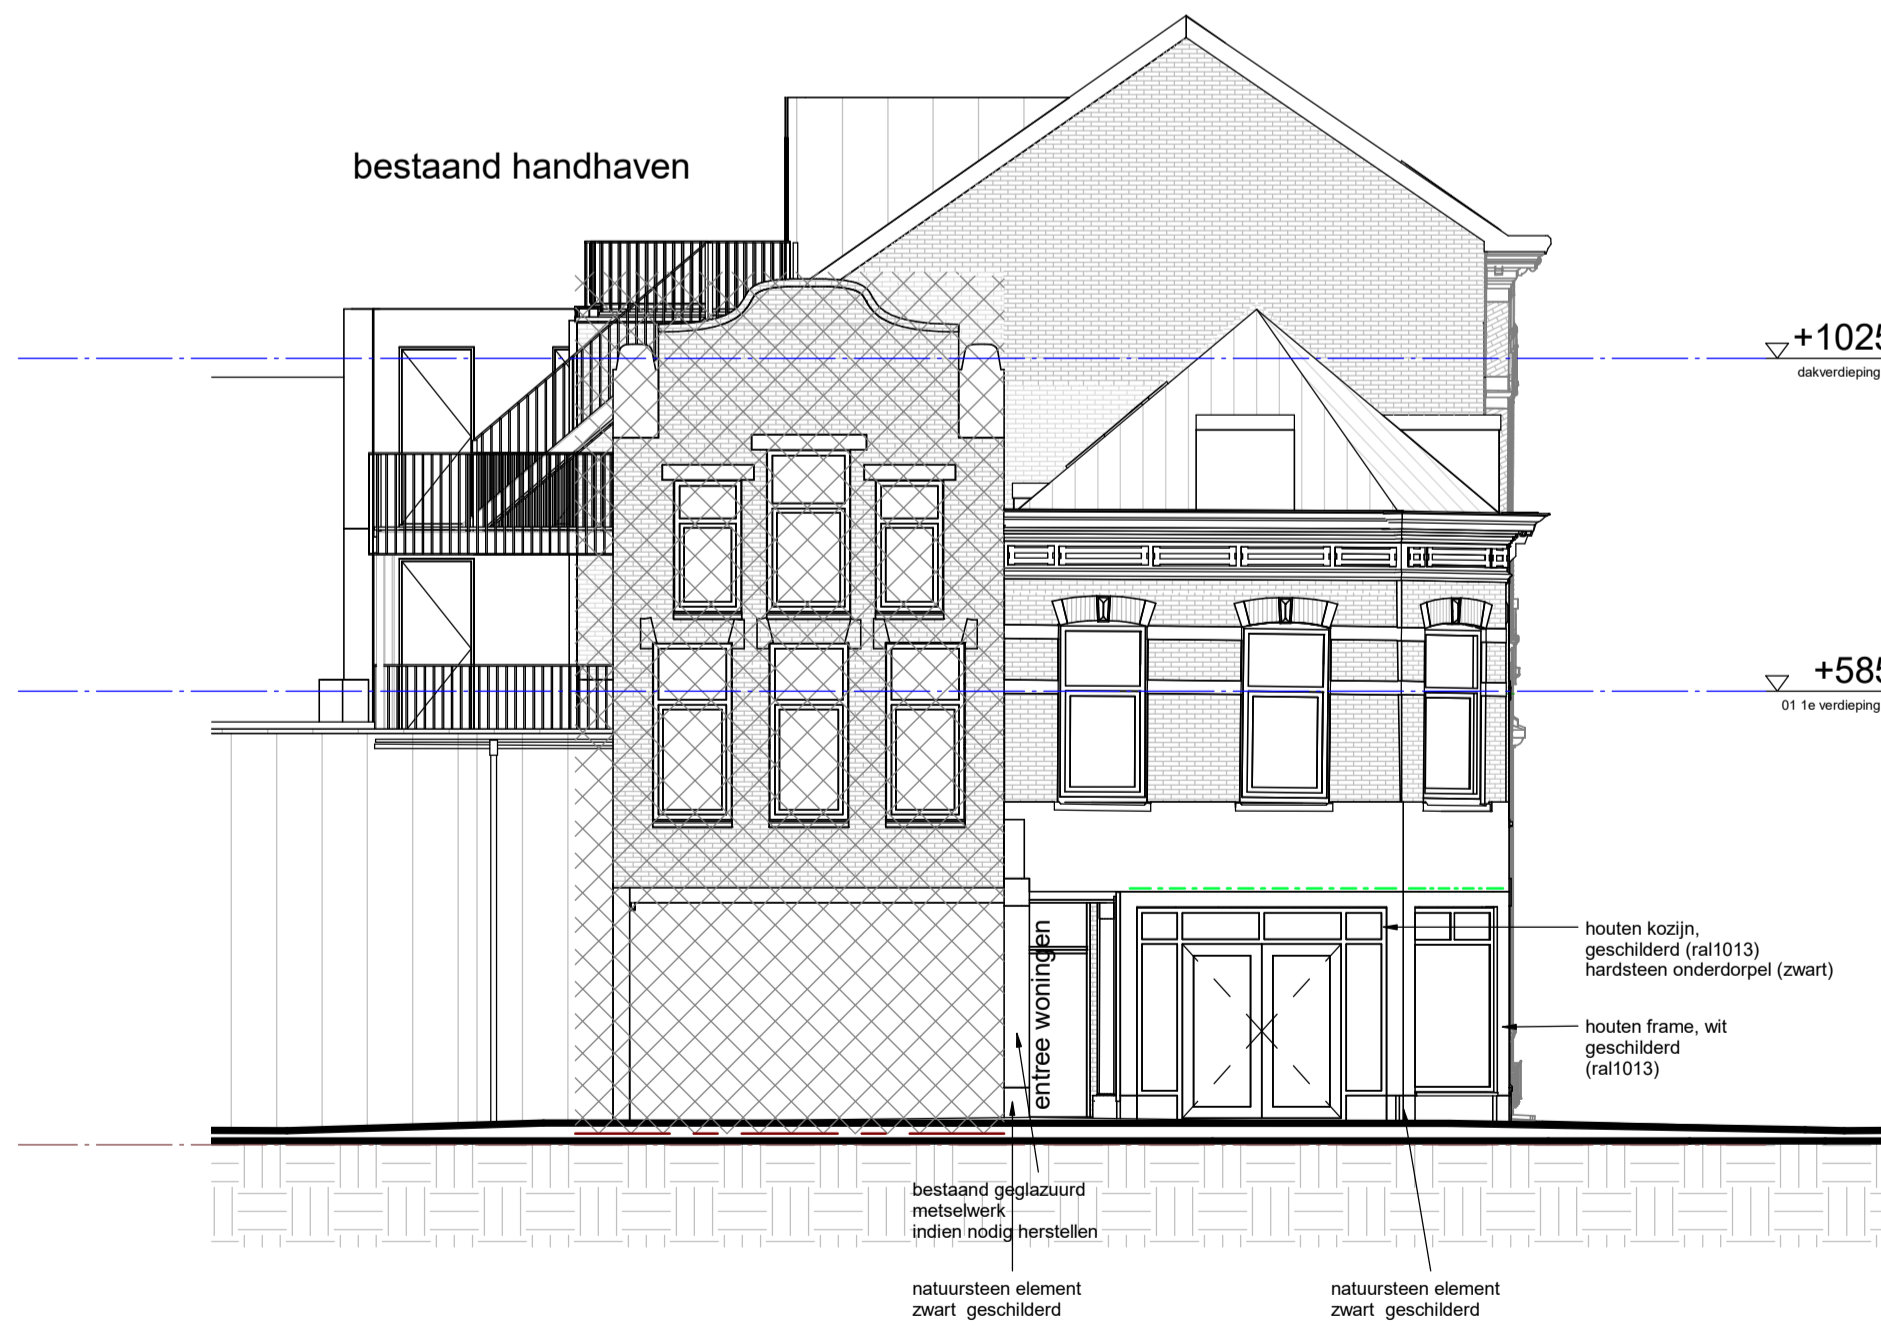 bestaand handhaven
+1025
dakverdieping
+585
01 1e verdieping
houten kozijn,
geschilderd (ral1013)
hardsteen onderdorpel (zwart)
entree woningen
houten frame, wit
geschilderd
(ral1013)
bestaand geglazuurd
metselwerk
indien nodig herstellen
natuursteen element
zwart geschilderd
natuursteen element
zwart geschilderd